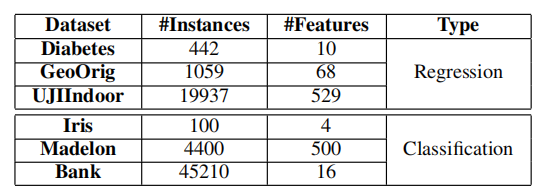 Dataset #Instances #Features Type
Diabetes 442 10
GeoOrig 1059 68 Regression
UJIIndoor 19937 529
Iris 100 4
Madelon 4400 500 Classification
Bank 45210 16